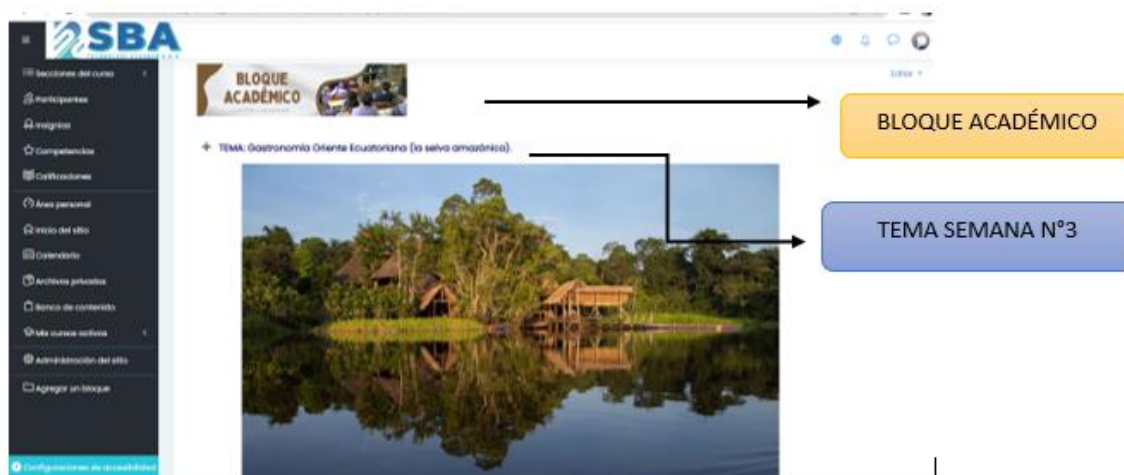 SBA
Editar
Secciones del curso
Participantes
Insignias
Competencias
Calificaciones
Área personal
Inicio del sitio
Calendario
Archivos privados
Banco de contenido
Mis cursos activos
Administración del sitio
Agregar un bloque
Configuraciones de accesibilidad
BLOQUE
ACADÉMICO
TEMA: Gastronomía Oriente Ecuatoriana (la selva amazónica).
BLOQUE ACADÉMICO
TEMA SEMANA N°3